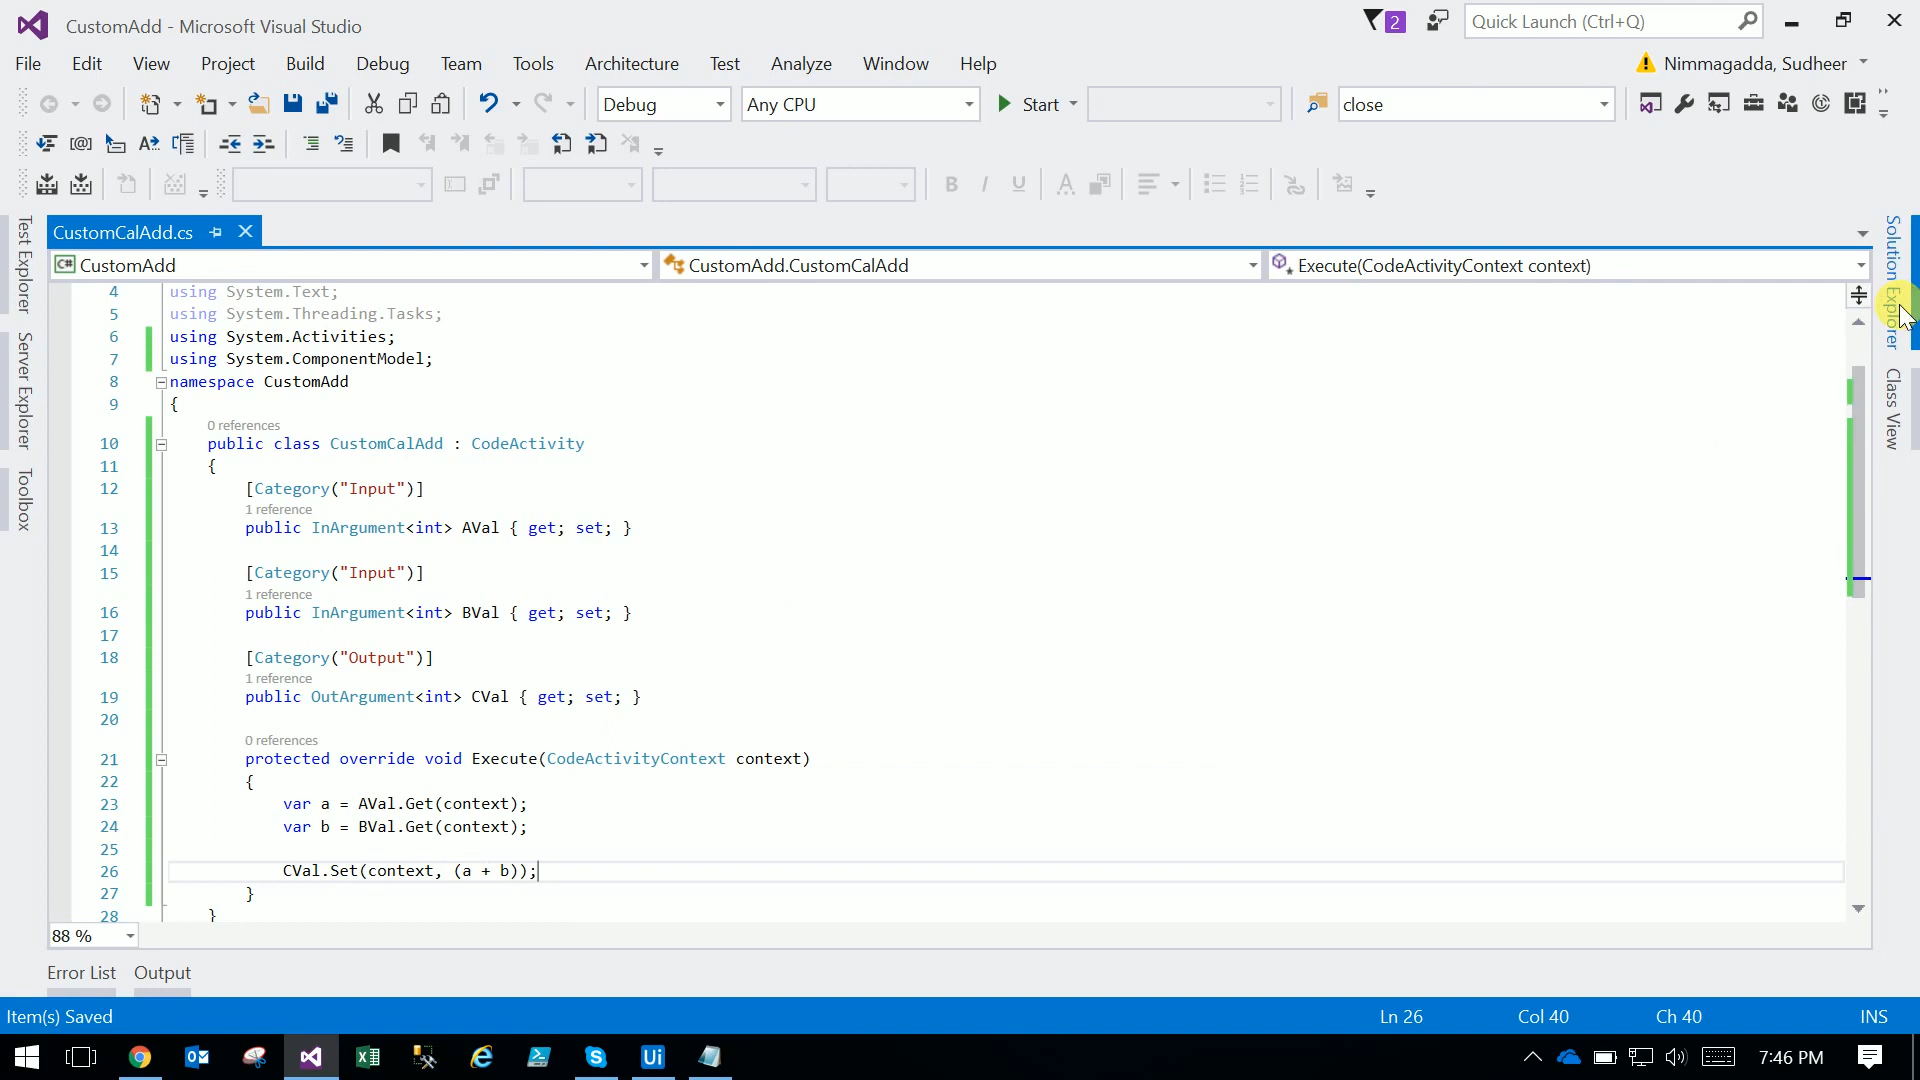 CustomAdd - Microsoft Visual Studio
2
Quick Launch (Ctrl+Q)
File Edit View Project Build Debug Team Tools Architecture Test Analyze Window Help
Nimmagadda, Sudheer
Debug Any CPU Start close
B I U
CustomCalAdd.cs
Test Explorer
Server Explorer
Toolbox
Solution Explorer
Class View
C# CustomAdd CustomAdd.CustomCalAdd Execute(CodeActivityContext context)
4 using System.Text;
5 using System.Threading.Tasks;
6 using System.Activities;
7 using System.ComponentModel;
8 namespace CustomAdd
9 {
0 references
10 public class CustomCalAdd : CodeActivity
11 {
12 [Category("Input")]
1 reference
13 public InArgument<int> AVal { get; set; }
14
15 [Category("Input")]
1 reference
16 public InArgument<int> BVal { get; set; }
17
18 [Category("Output")]
1 reference
19 public OutArgument<int> CVal { get; set; }
20
0 references
21 protected override void Execute(CodeActivityContext context)
22 {
23 var a = AVal.Get(context);
24 var b = BVal.Get(context);
25
26 CVal.Set(context, (a + b));
27 }
28 }
88 %
Error List Output
Item(s) Saved Ln 26 Col 40 Ch 40 INS
Ui
7:46 PM